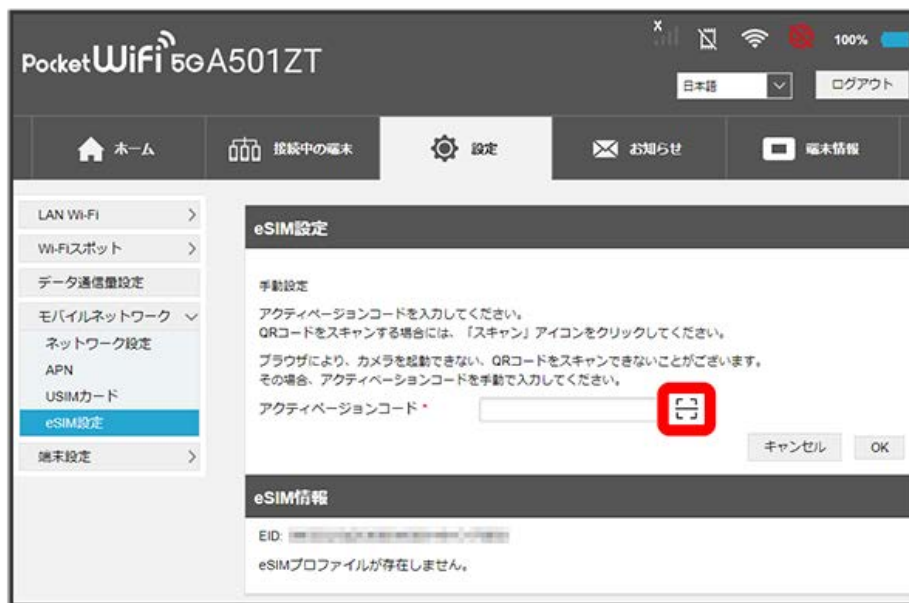 Pocket WiFi 5G A501ZT
100%
日本語
ログアウト
ホーム
接続中の端末
設定
お知らせ
端末情報
LAN Wi-Fi
Wi-Fiスポット
データ通信量設定
モバイルネットワーク
ネットワーク設定
APN
USIMカード
eSIM設定
端末設定
eSIM設定
手動設定
アクティベージョンコードを入力してください。
QRコードをスキャンする場合には、「スキャン」アイコンをクリックしてください。
ブラウザにより、カメラを起動できない、QRコードをスキャンできないことがございます。
その場合、アクティベーションコードを手動で入力してください。
アクティベージョンコード *
キャンセル
OK
eSIM情報
EID:
eSIMプロファイルが存在しません。